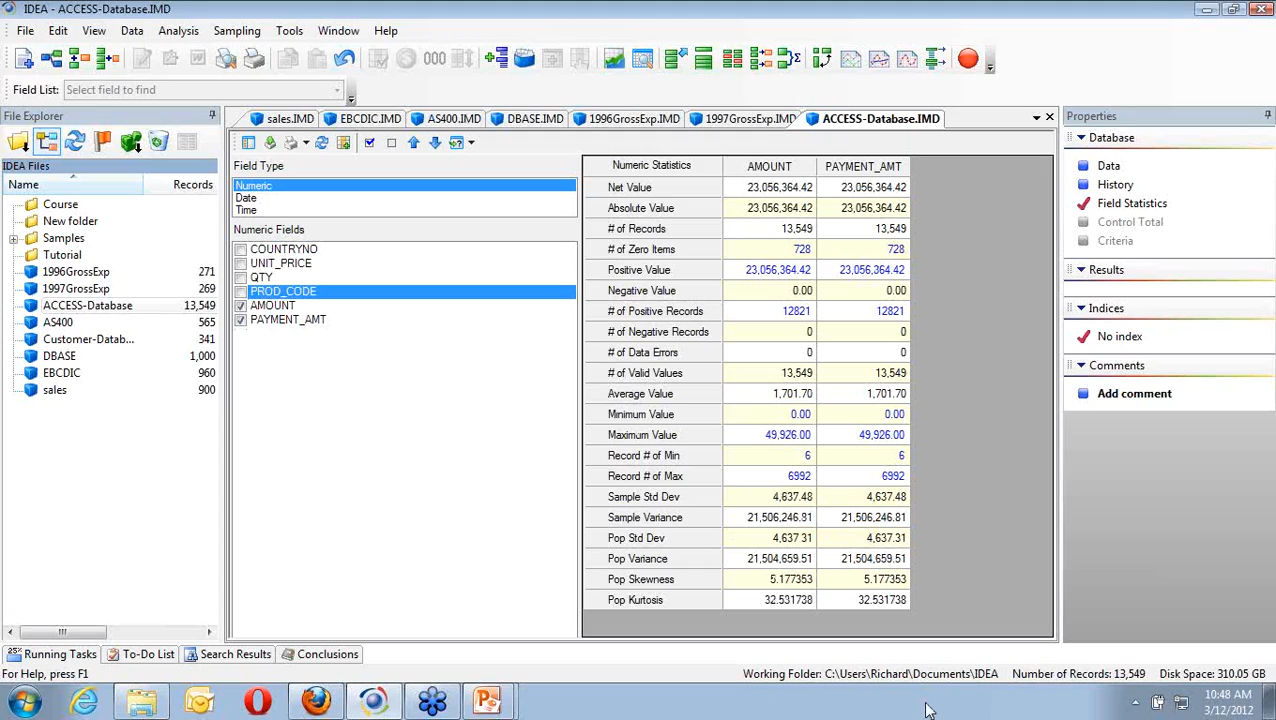 IDEA - ACCESS-Database.IMD
File Edit View Data Analysis Sampling Tools Window Help
Field List: Select field to find
File Explorer
sales.IMD EBCDIC.IMD AS400.IMD DBASE.IMD 1996GrossExp.IMD 1997GrossExp.IMD ACCESS-Database.IMD
IDEA Files
Name Records
Course
New folder
Samples
Tutorial
1996GrossExp 271
1997GrossExp 269
ACCESS-Database 13,549
AS400 565
Customer-Datab... 341
DBASE 1,000
EBCDIC 960
sales 900
Field Type
Numeric
Date
Time
Numeric Fields
COUNTRYNO
UNIT_PRICE
QTY
PROD_CODE
AMOUNT
PAYMENT_AMT
Numeric Statistics AMOUNT PAYMENT_AMT
Net Value 23,056,364.42 23,056,364.42
Absolute Value 23,056,364.42 23,056,364.42
# of Records 13,549 13,549
# of Zero Items 728 728
Positive Value 23,056,364.42 23,056,364.42
Negative Value 0.00 0.00
# of Positive Records 12821 12821
# of Negative Records 0 0
# of Data Errors 0 0
# of Valid Values 13,549 13,549
Average Value 1,701.70 1,701.70
Minimum Value 0.00 0.00
Maximum Value 49,926.00 49,926.00
Record # of Min 6 6
Record # of Max 6992 6992
Sample Std Dev 4,637.48 4,637.48
Sample Variance 21,506,246.81 21,506,246.81
Pop Std Dev 4,637.31 4,637.31
Pop Variance 21,504,659.51 21,504,659.51
Pop Skewness 5.177353 5.177353
Pop Kurtosis 32.531738 32.531738
Properties
Database
Data
History
Field Statistics
Control Total
Criteria
Results
Indices
No index
Comments
Add comment
Running Tasks To-Do List Search Results Conclusions
For Help, press F1
Working Folder: C:\Users\Richard\Documents\IDEA Number of Records: 13,549 Disk Space: 310.05 GB
10:48 AM
3/12/2012